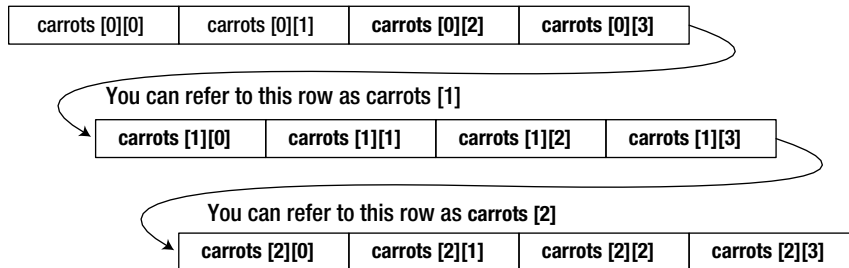 carrots [0][0] carrots [0][1] carrots [0][2] carrots [0][3]
You can refer to this row as carrots [1]
carrots [1][0] carrots [1][1] carrots [1][2] carrots [1][3]
You can refer to this row as carrots [2]
carrots [2][0] carrots [2][1] carrots [2][2] carrots [2][3]